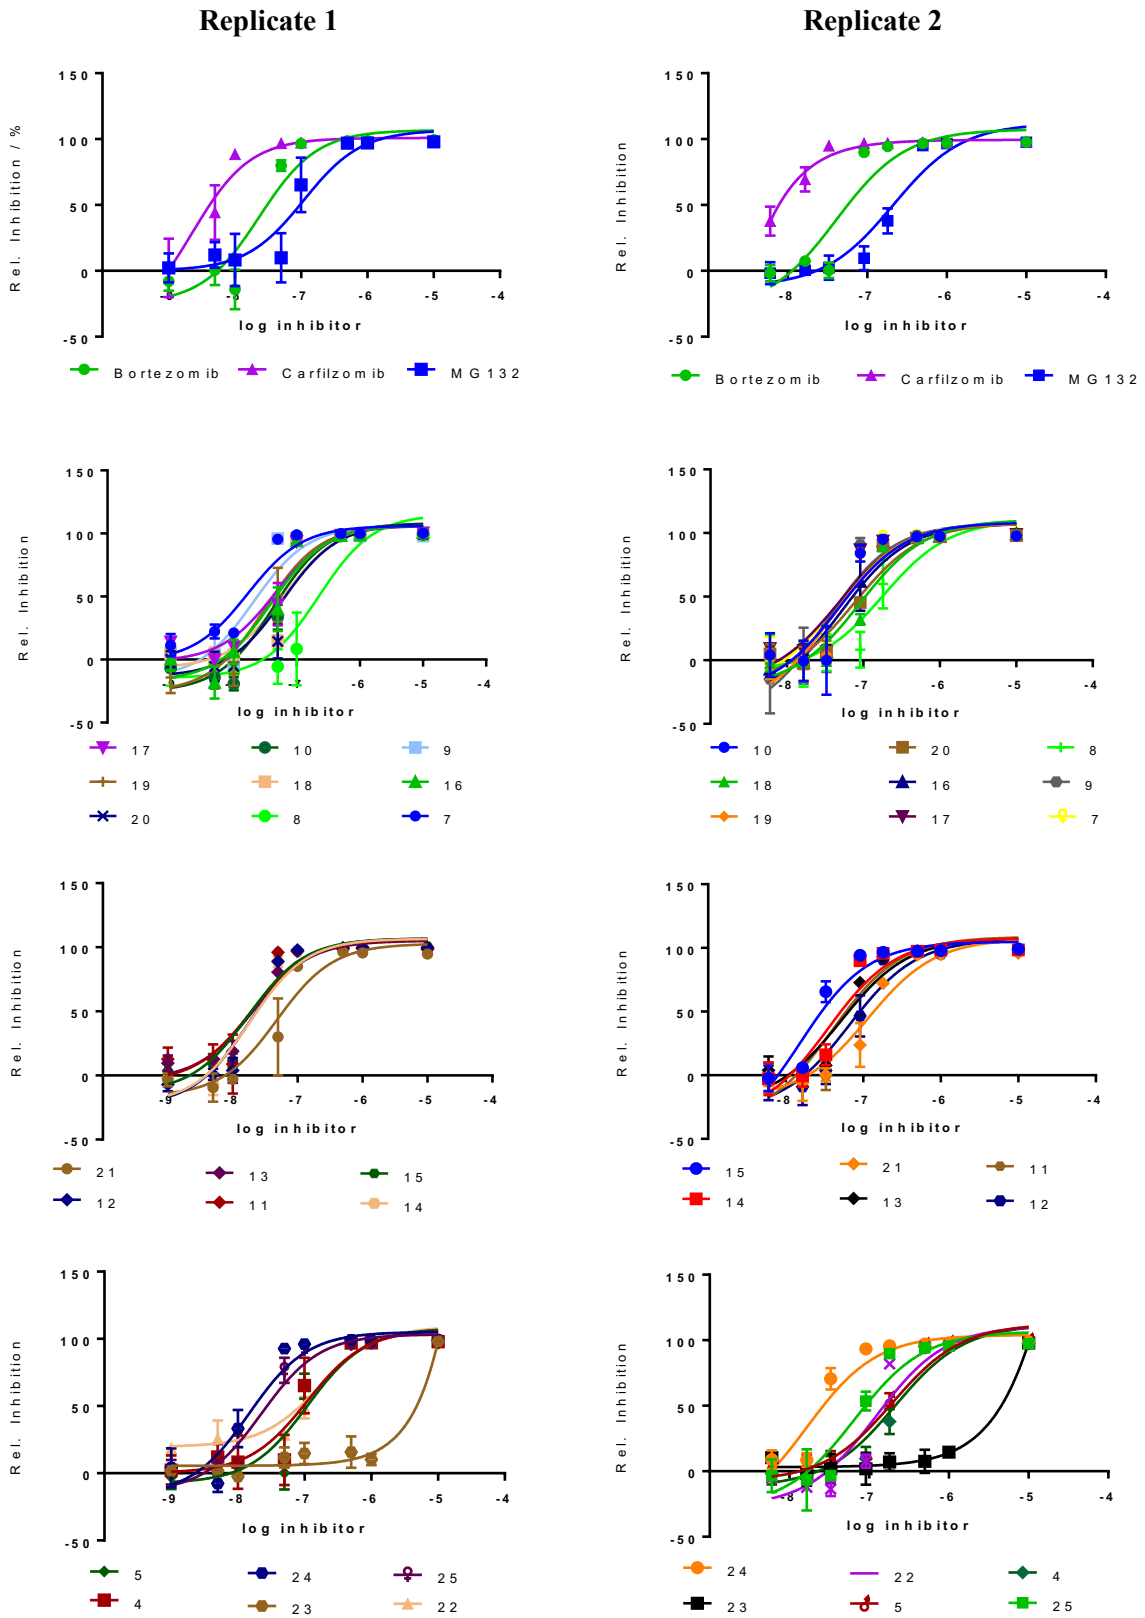 Replicate 1 Replicate 2
150
100
50
0
-50
Rel. Inhibition / %
-9 -8 -7 -6 -5 -4
log inhibitor
Bortezomib Carfilzomib MG132
150
100
50
0
-50
Rel. Inhibition
-8 -7 -6 -5 -4
log inhibitor
Bortezomib Carfilzomib MG132
150
100
50
0
-50
Rel. Inhibition
-7 -6 -5 -4
log inhibitor
17 10 9
19 18 16
20 8 7
150
100
50
0
-50
Rel. Inhibition
-8 -7 -6 -5 -4
log inhibitor
10 20 8
18 16 9
19 17 7
150
100
50
0
-50
Rel. Inhibition
-9 -8 -7 -6 -5 -4
log inhibitor
21 13 15
12 11 14
150
100
50
0
-50
Rel. Inhibition
-8 -7 -6 -5 -4
log inhibitor
15 21 11
14 13 12
150
100
50
0
-50
Rel. Inhibition
-9 -8 -7 -6 -5 -4
log inhibitor
5 24 25
4 23 22
150
100
50
0
-50
Rel. Inhibition
-8 -7 -6 -5 -4
log inhibitor
24 22 4
23 5 25